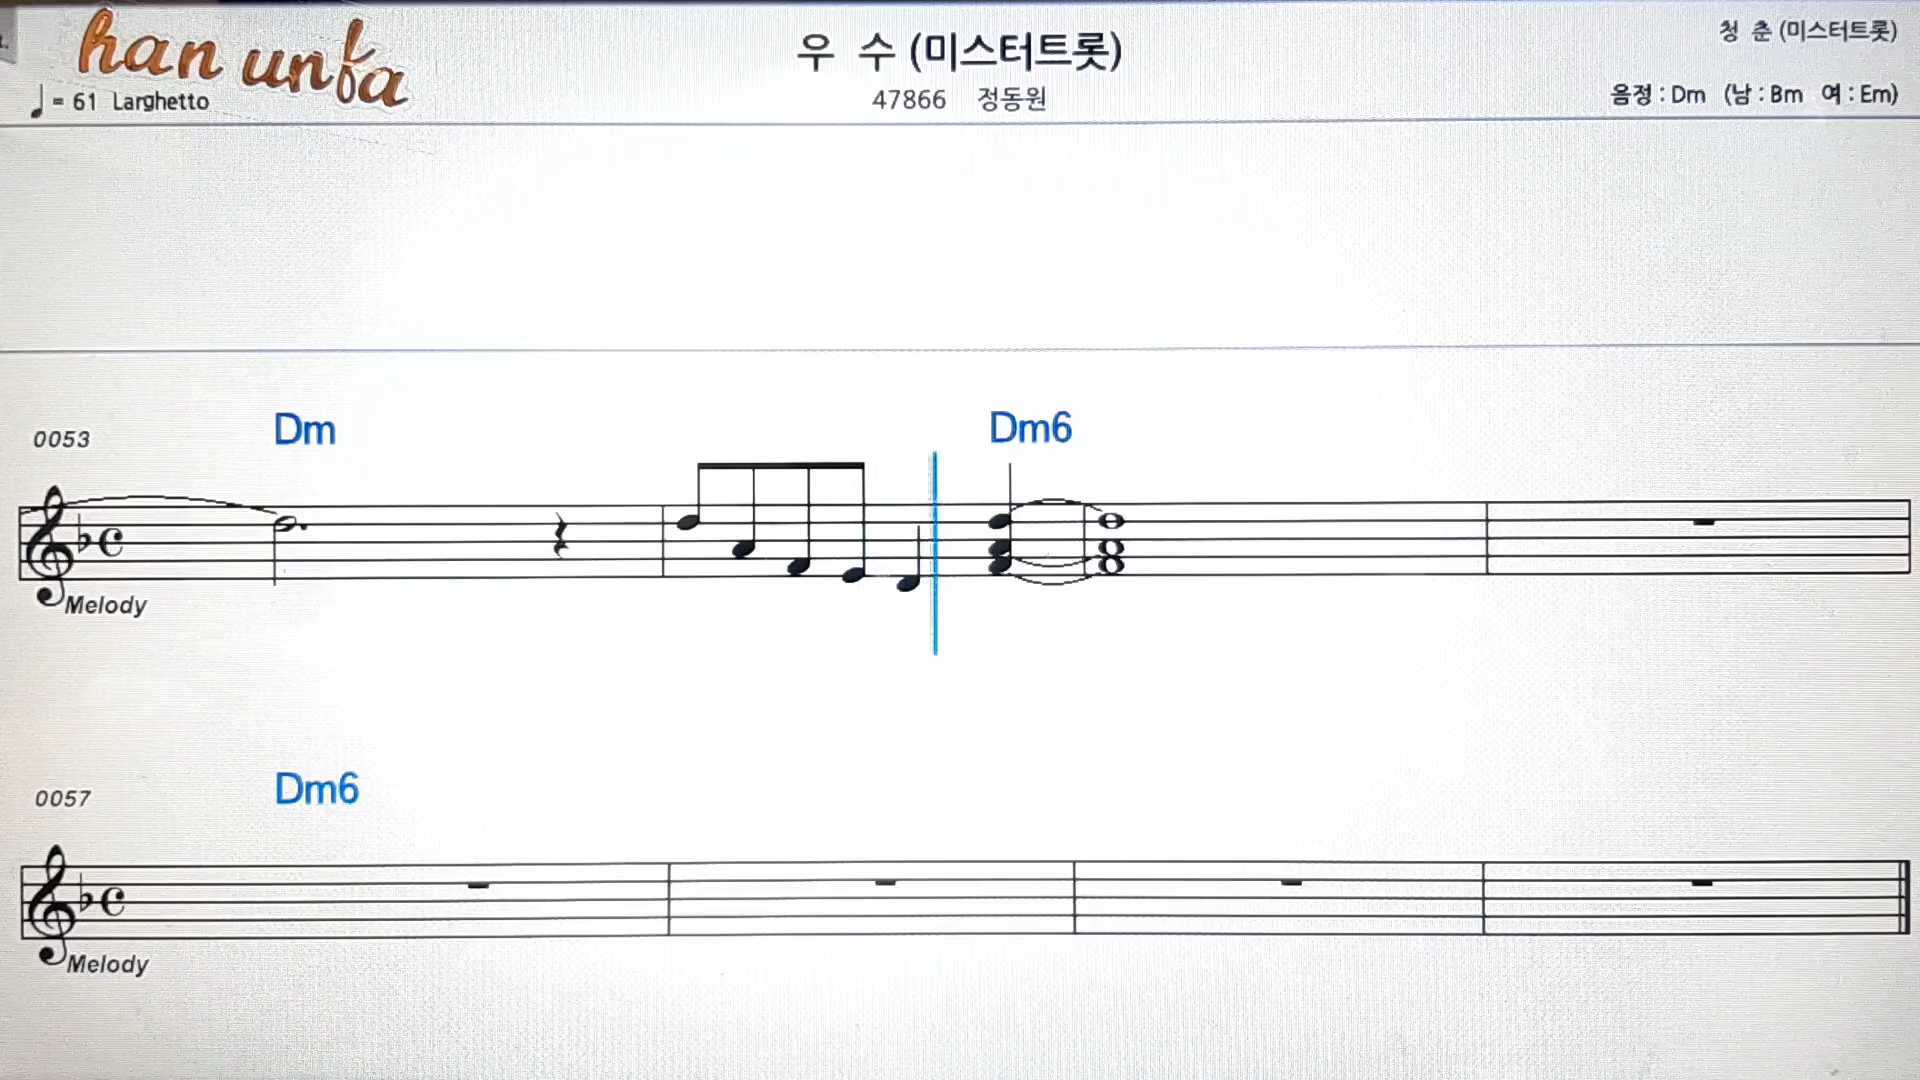 han unfa
♩= 61 Larghetto
우 수 (미스터트롯)
47866 정동원
청 춘 (미스터트롯)
음정 : Dm (남 : Bm 여 : Em)
0053 Dm Dm6
Melody
0057 Dm6
Melody